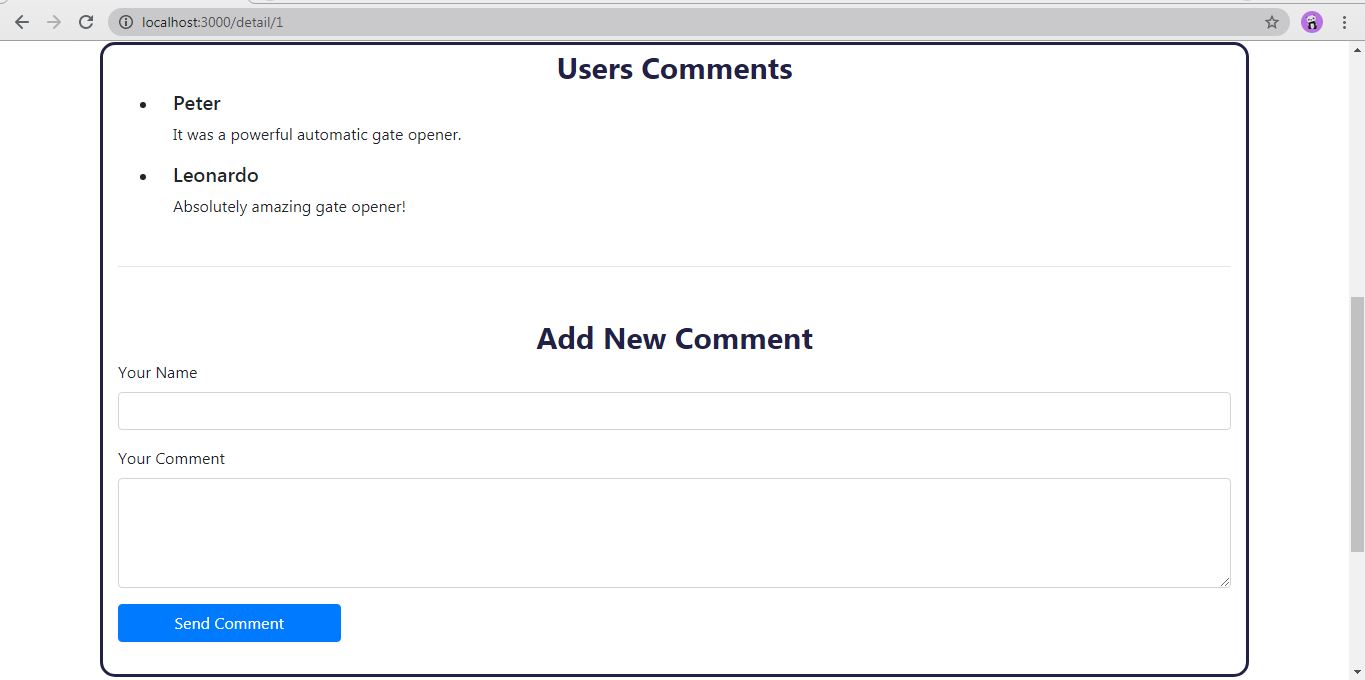 localhost:3000/detail/1
Users Comments
Peter
It was a powerful automatic gate opener.
Leonardo
Absolutely amazing gate opener!
Add New Comment
Your Name
Your Comment
Send Comment